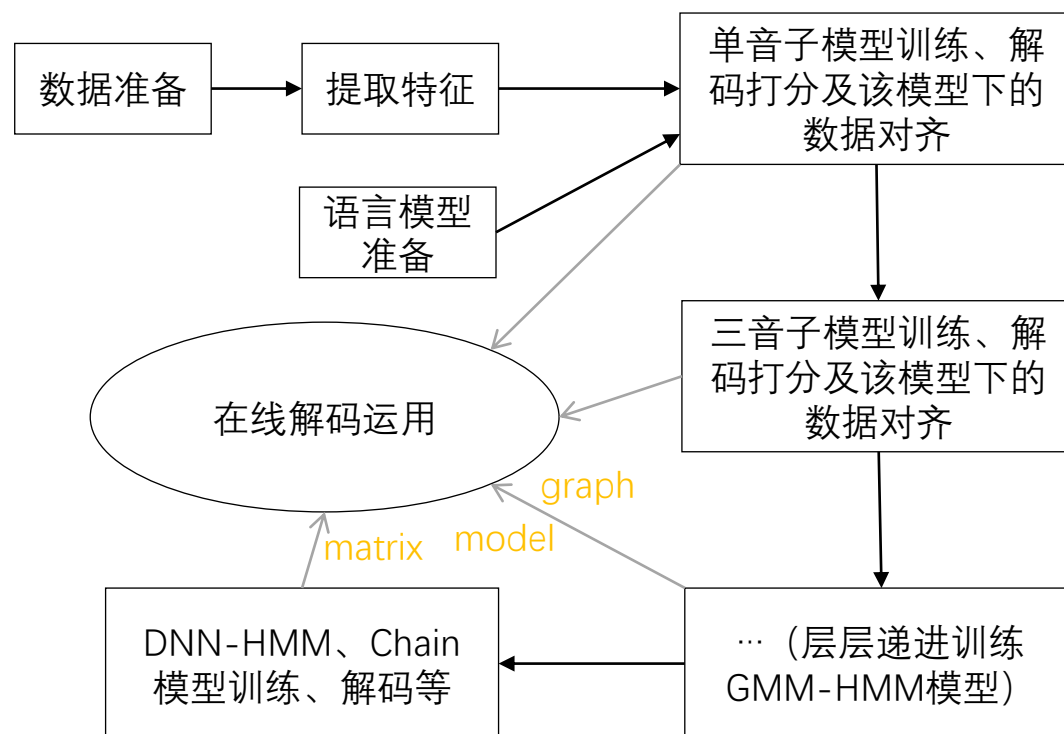 数据准备
提取特征
单音子模型训练、解
码打分及该模型下的
数据对齐
语言模型
准备
三音子模型训练、解
码打分及该模型下的
数据对齐
在线解码运用
graph
model
matrix
DNN-HMM、Chain
模型训练、解码等
…（层层递进训练
GMM-HMM模型）